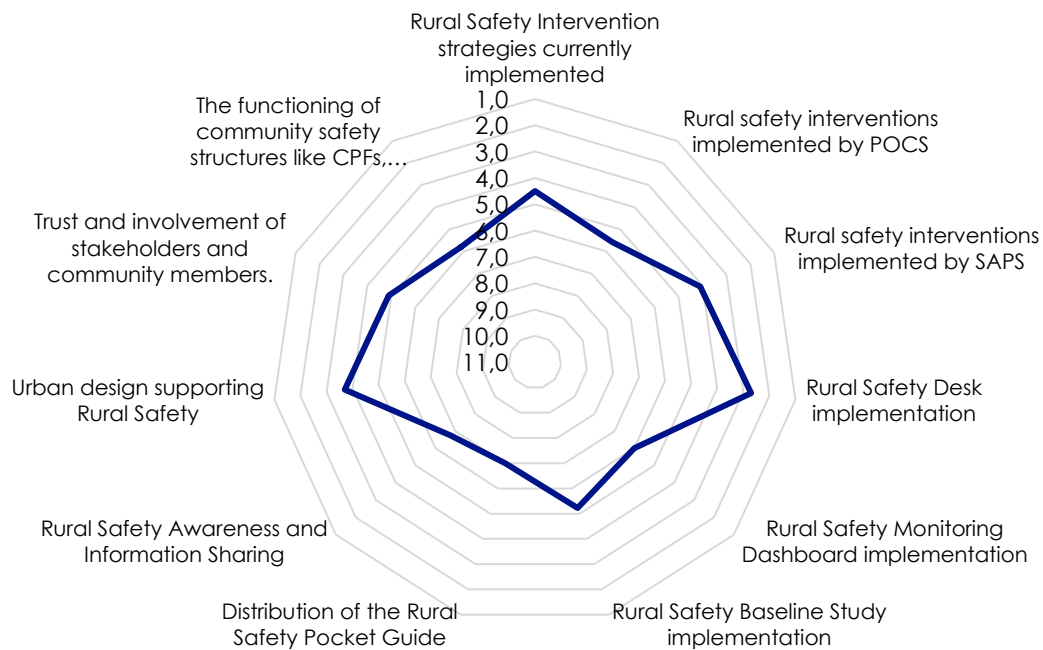 Rural Safety Intervention
strategies currently
implemented
1,0
2,0
3,0
4,0
5,0
6,0
7,0
8,0
9,0
10,0
11,0
Rural safety interventions
implemented by POCS
Rural safety interventions
implemented by SAPS
Rural Safety Desk
implementation
Rural Safety Monitoring
Dashboard implementation
Rural Safety Baseline Study
implementation
Distribution of the Rural
Safety Pocket Guide
Rural Safety Awareness and
Information Sharing
Urban design supporting
Rural Safety
Trust and involvement of
stakeholders and
community members.
The functioning of
community safety
structures like CPFs,…